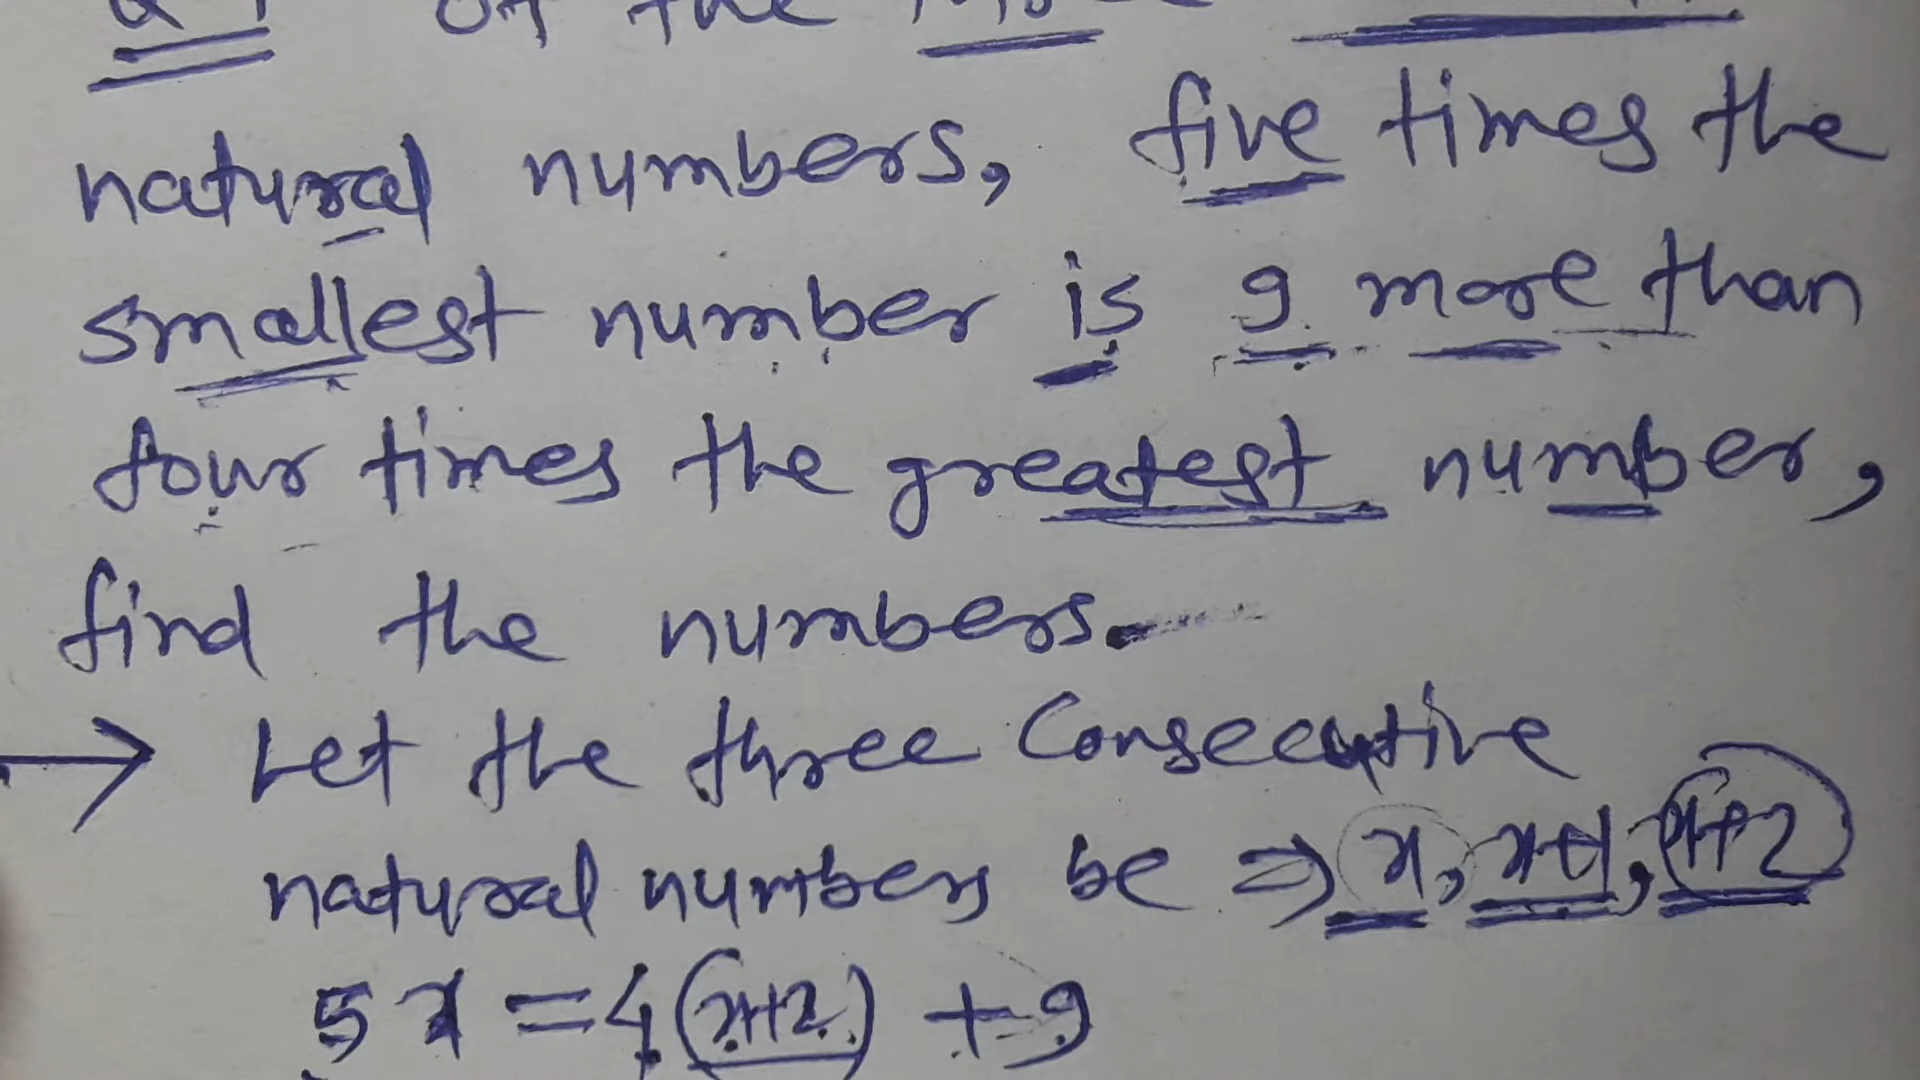 of the
natural numbers, five times the
smallest number is 9 more than
four times the greatest number,
find the numbers.
→ Let the three Consecutive
natural numbers be ⇒ x, x+1, x+2
5x = 4(x+2) + 9